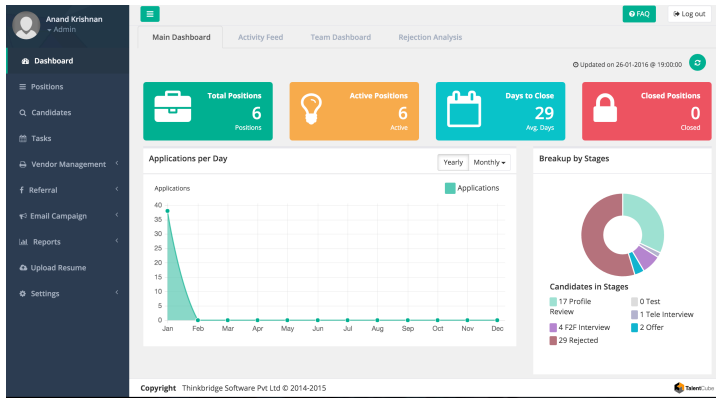 Anand Krishnan
Admin
FAQ
Log out
Main Dashboard
Activity Feed
Team Dashboard
Rejection Analysis
Dashboard
Positions
Candidates
Tasks
Vendor Management
Referral
Email Campaign
Reports
Upload Resume
Settings
Updated on 26-01-2016 @ 19:00:00
Total Positions
6
Positions
Active Positions
6
Active
Days to Close
29
Avg. Days
Closed Positions
0
Closed
Applications per Day
Yearly
Monthly
Applications
Applications
40
35
30
25
20
15
10
5
0
Jan Feb Mar Apr May Jun Jul Aug Sep Oct Nov Dec
Breakup by Stages
Candidates in Stages
17 Profile
Review
0 Test
1 Tele Interview
4 F2F Interview
2 Offer
29 Rejected
Copyright Thinkbridge Software Pvt Ltd © 2014-2015
TalentCube